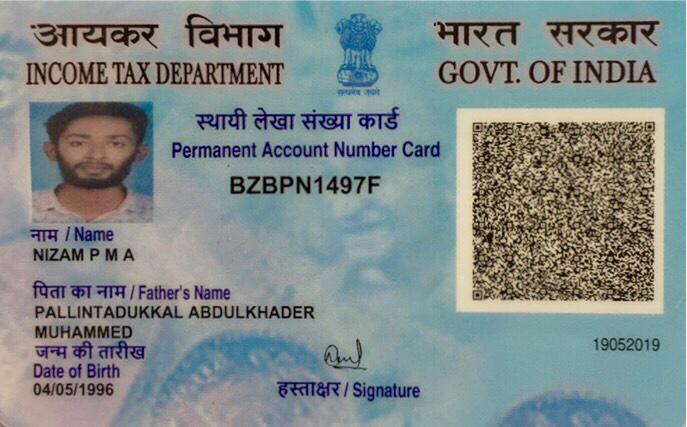 आयकर विभाग
INCOME TAX DEPARTMENT
सत्यमेव जयते
भारत सरकार
GOVT. OF INDIA
स्थायी लेखा संख्या कार्ड
Permanent Account Number Card
BZBPN1497F
नाम / Name
NIZAM P M A
पिता का नाम / Father's Name
PALLINTADUKKAL ABDULKHADER
MUHAMMED
जन्म की तारीख
Date of Birth
04/05/1996
हस्ताक्षर / Signature
19052019